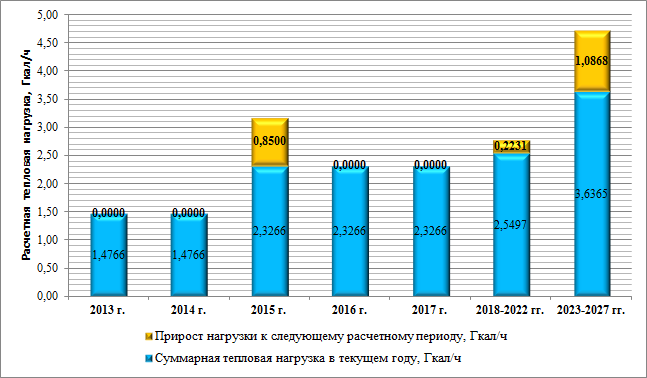 Расчетная тепловая нагрузка, Гкал/ч
5,00
4,50
4,00
3,50
3,00
2,50
2,00
1,50
1,00
0,50
0,00
0,0000
0,0000
0,8500
0,0000
0,0000
0,2231
1,0868
1,4766
1,4766
2,3266
2,3266
2,3266
2,5497
3,6365
2013 г.
2014 г.
2015 г.
2016 г.
2017 г.
2018-2022 гг.
2023-2027 гг.
Прирост нагрузки к следующему расчетному периоду, Гкал/ч
Суммарная тепловая нагрузка в текущем году, Гкал/ч